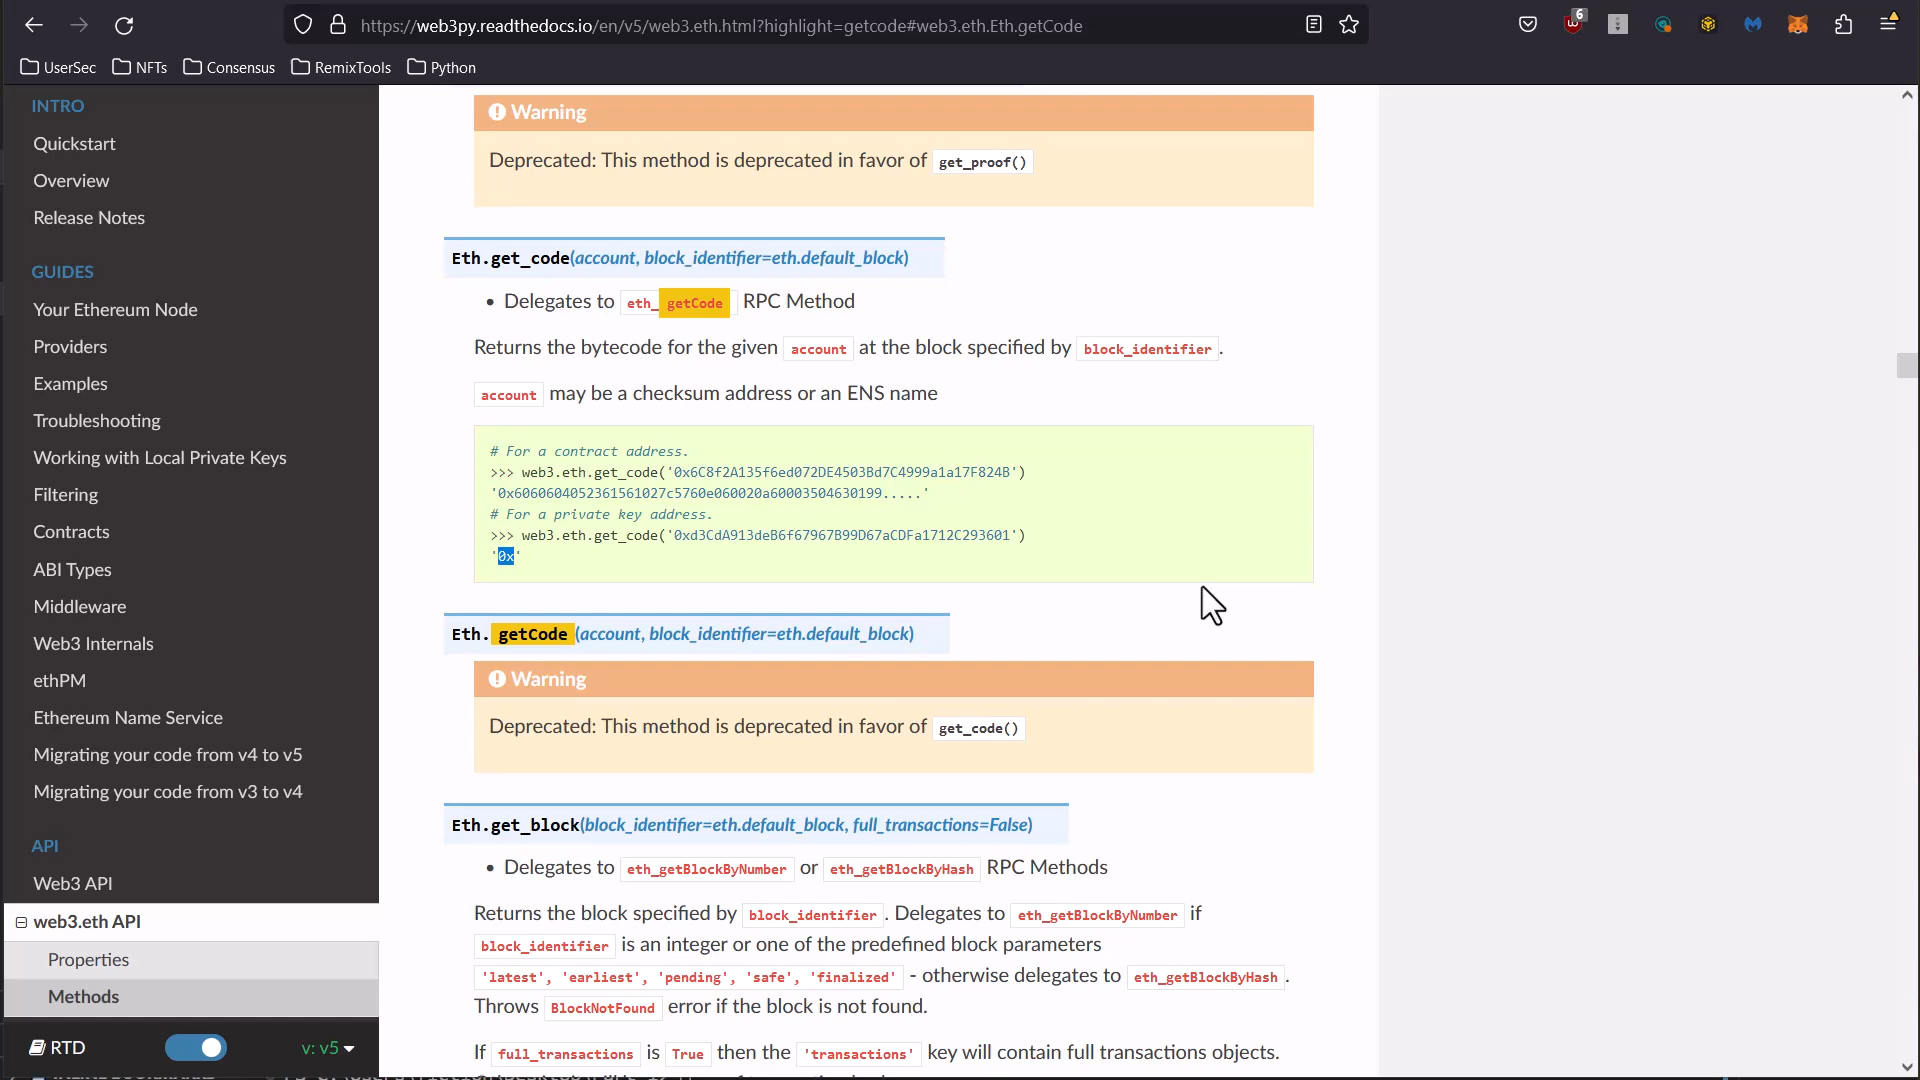 https://web3py.readthedocs.io/en/v5/web3.eth.html?highlight=getcode#web3.eth.Eth.getCode
6
UserSec NFTs Consensus RemixTools Python
INTRO
Quickstart
Overview
Release Notes
GUIDES
Your Ethereum Node
Providers
Examples
Troubleshooting
Working with Local Private Keys
Filtering
Contracts
ABI Types
Middleware
Web3 Internals
ethPM
Ethereum Name Service
Migrating your code from v4 to v5
Migrating your code from v3 to v4
API
Web3 API
web3.eth API
Properties
Methods
RTD v: v5
Warning
Deprecated: This method is deprecated in favor of get_proof()
Eth.get_code(account, block_identifier=eth.default_block)
• Delegates to eth_getCode RPC Method
Returns the bytecode for the given account at the block specified by block_identifier.
account may be a checksum address or an ENS name
# For a contract address.
>>> web3.eth.get_code('0x6C8f2A135f6ed072DE4503Bd7C4999a1a17F824B')
'0x6060604052361561027c5760e060020a60003504630199.....'
# For a private key address.
>>> web3.eth.get_code('0xd3CdA913deB6f67967B99D67aCDFa1712C293601')
'0x'
Eth.getCode(account, block_identifier=eth.default_block)
Warning
Deprecated: This method is deprecated in favor of get_code()
Eth.get_block(block_identifier=eth.default_block, full_transactions=False)
• Delegates to eth_getBlockByNumber or eth_getBlockByHash RPC Methods
Returns the block specified by block_identifier. Delegates to eth_getBlockByNumber if
block_identifier is an integer or one of the predefined block parameters
'latest', 'earliest', 'pending', 'safe', 'finalized' - otherwise delegates to eth_getBlockByHash.
Throws BlockNotFound error if the block is not found.
If full_transactions is True then the 'transactions' key will contain full transactions objects.